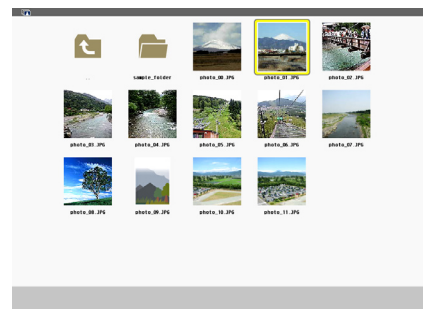 ..
sample_folder
photo_00.JPG
photo_01.JPG
photo_02.JPG
photo_03.JPG
photo_04.JPG
photo_05.JPG
photo_06.JPG
photo_07.JPG
photo_08.JPG
photo_09.JPG
photo_10.JPG
photo_11.JPG